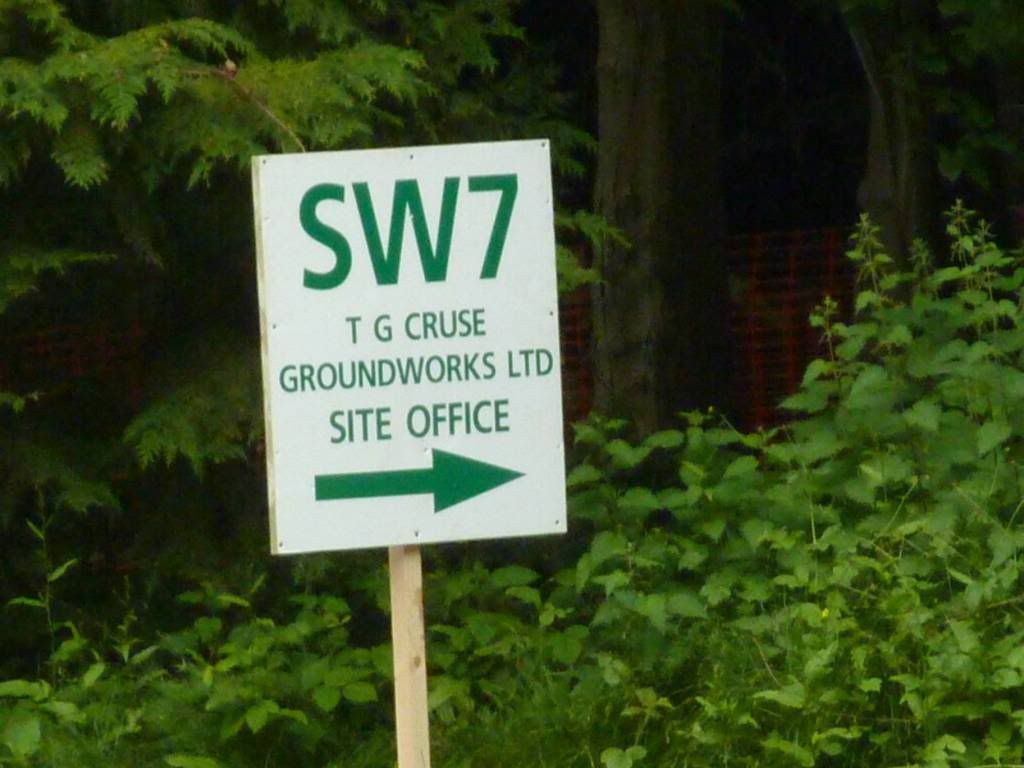 SW7
T G CRUSE
GROUNDWORKS LTD
SITE OFFICE